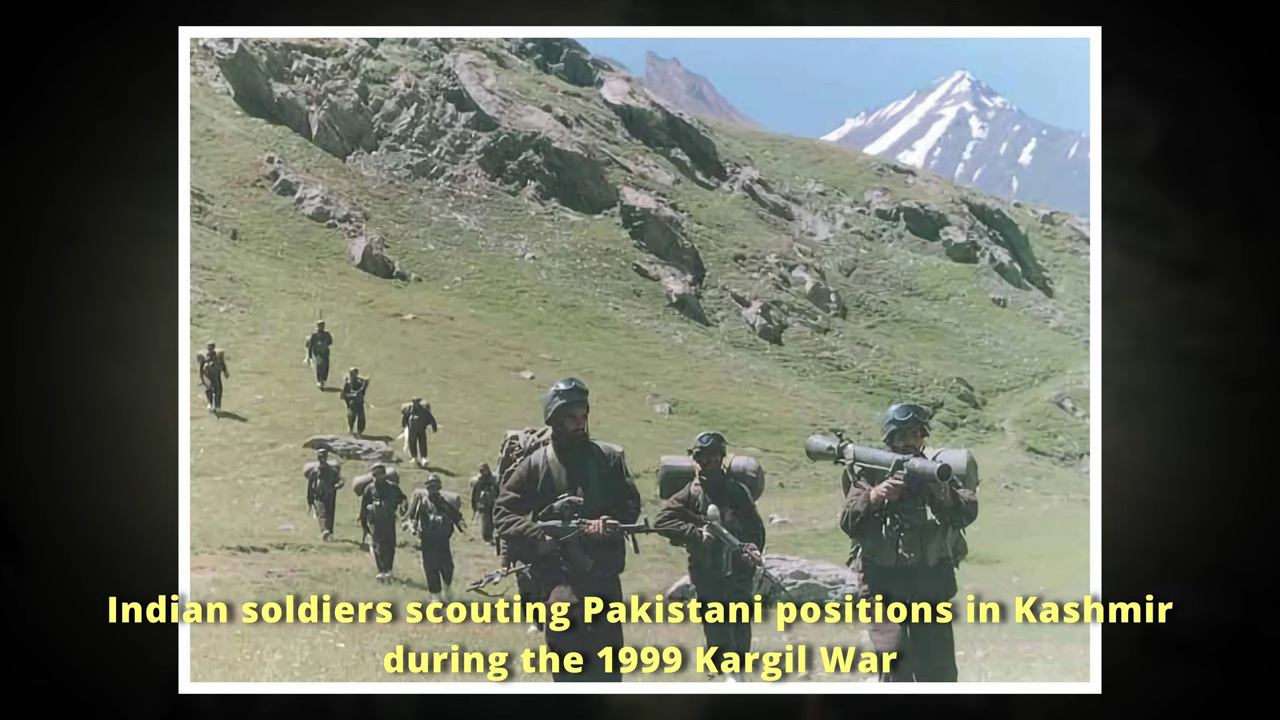 Indian soldiers scouting Pakistani positions in Kashmir
during the 1999 Kargil War